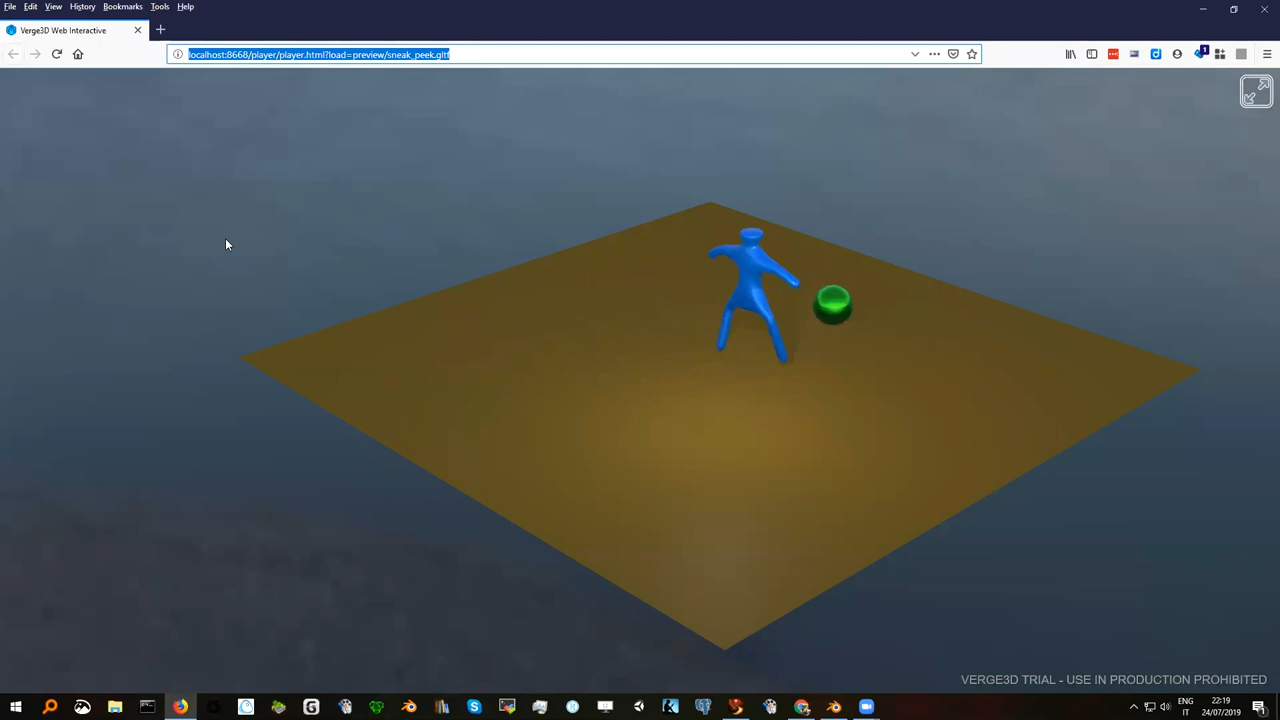 File Edit View History Bookmarks Tools Help
Verge3D Web Interactive
localhost:8668/player/player.html?load=preview/sneak_peek.gltf
1
VERGE3D TRIAL - USE IN PRODUCTION PROHIBITED
ENG 22:19
IT 24/07/2019